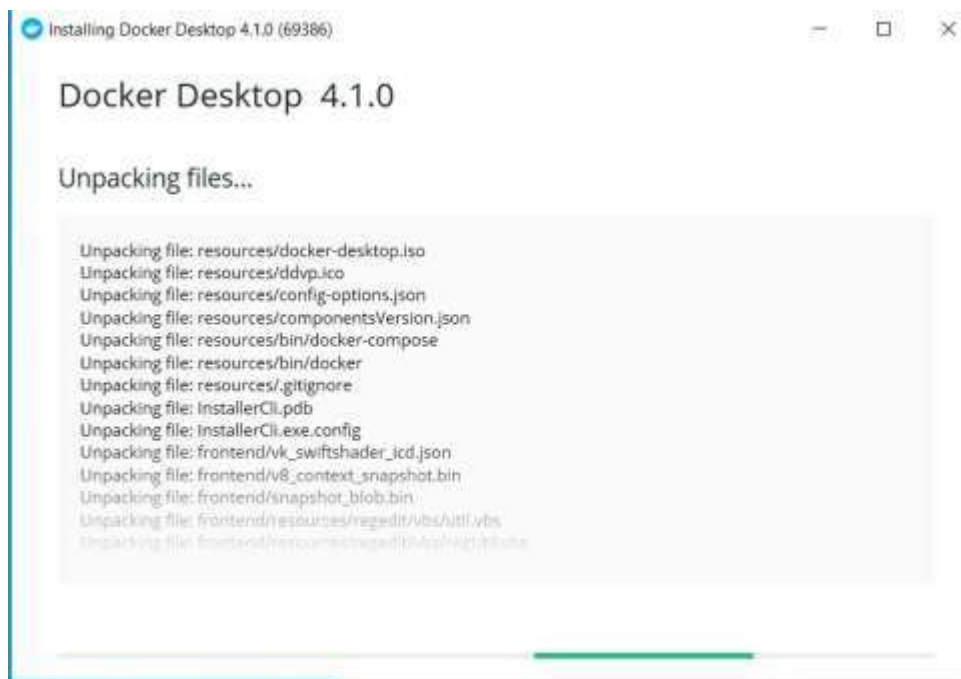 Installing Docker Desktop 4.1.0 (69386)
Docker Desktop 4.1.0
Unpacking files...
Unpacking file: resources/docker-desktop.iso
Unpacking file: resources/ddvp.ico
Unpacking file: resources/config-options.json
Unpacking file: resources/componentsVersion.json
Unpacking file: resources/bin/docker-compose
Unpacking file: resources/bin/docker
Unpacking file: resources/.gitignore
Unpacking file: InstallerCli.pdb
Unpacking file: InstallerCli.exe.config
Unpacking file: frontend/vk_swiftshader_icd.json
Unpacking file: frontend/v8_context_snapshot.bin
Unpacking file: frontend/snapshot_blob.bin
Unpacking file: frontend/resources/regedit/vbs/util.vbs
Unpacking file: